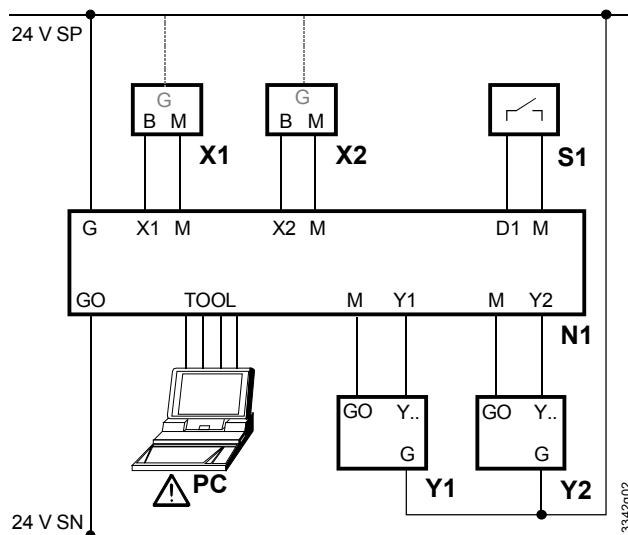 24 V SP
G G
B M B M
X1 X2 S1
G X1 M X2 M D1 M
GO TOOL M Y1 M Y2
N1
GO Y.. GO Y..
G G
PC Y1 Y2
24 V SN
3342g02